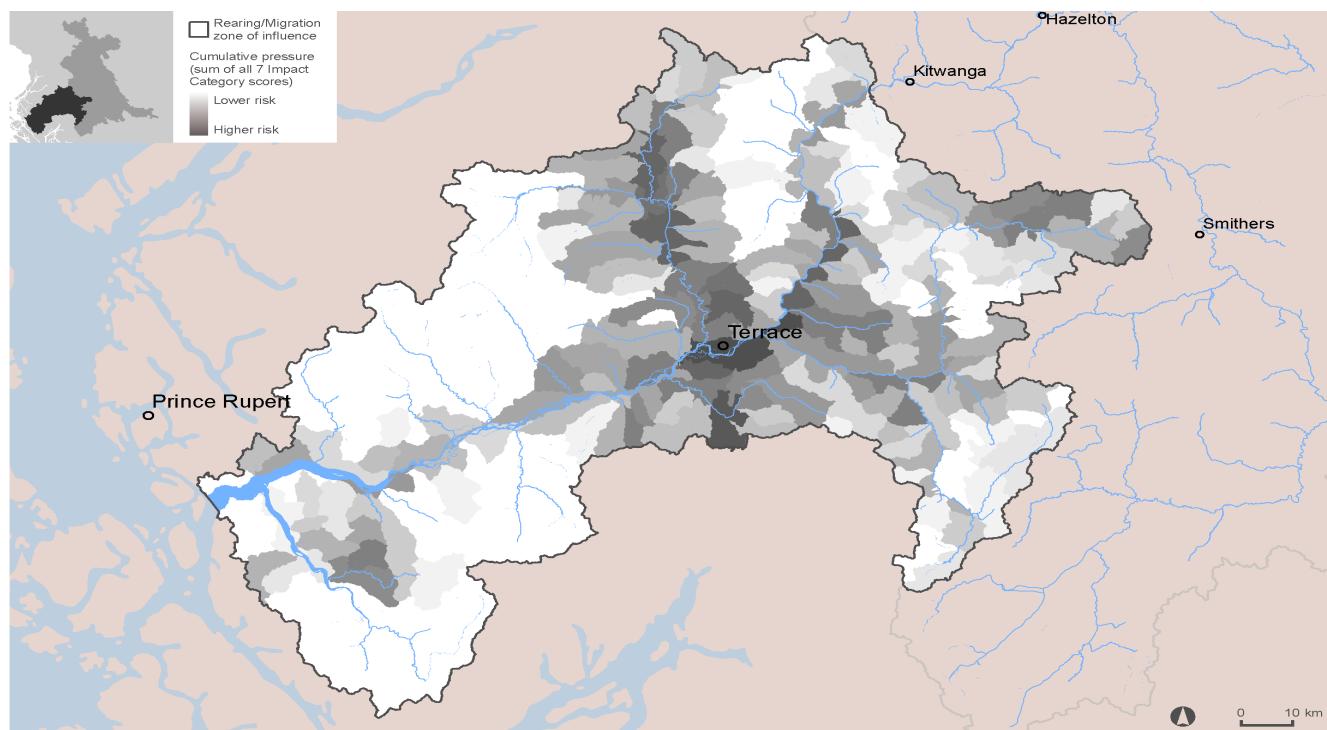 Rearing/Migration
zone of influence
Cumulative pressure
(sum of all 7 Impact
Category scores)
Lower risk
Higher risk
Hazelton
Kitwanga
Smithers
Terrace
Prince Rupert
0 10 km